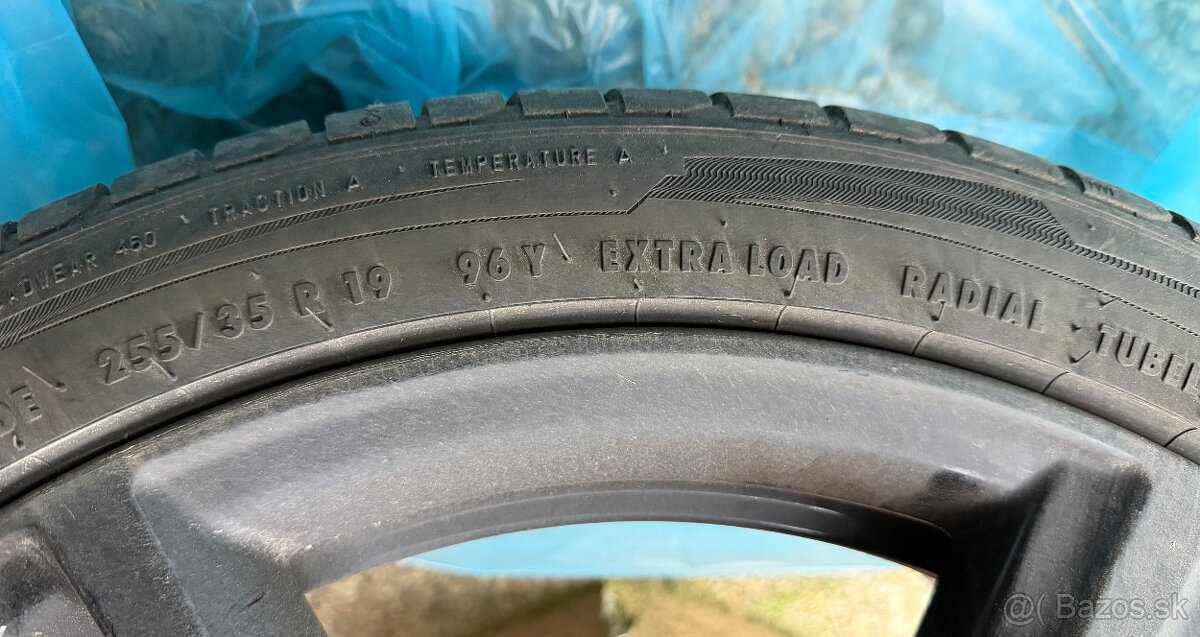 TRACTION A TEMPERATURE A
255/35 R 19 96 Y EXTRA LOAD RADIAL
@( Bazos.sk